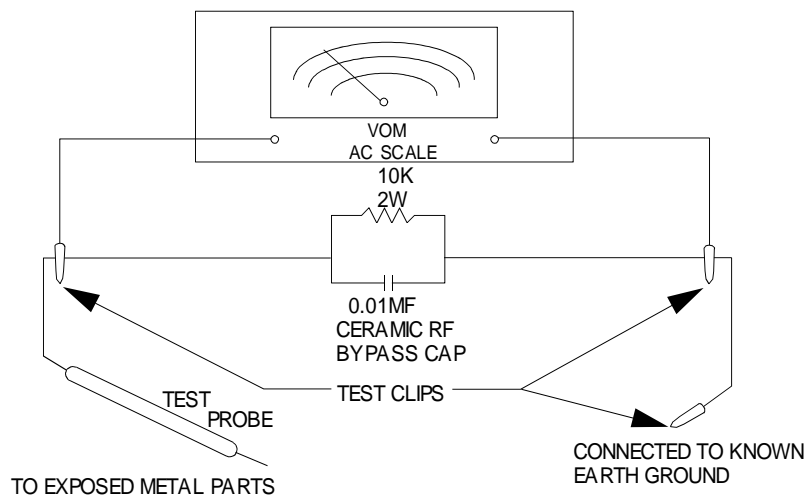 VOM
AC SCALE
10K
2W
0.01MF
CERAMIC RF
BYPASS CAP
TEST CLIPS
TEST
PROBE
CONNECTED TO KNOWN
EARTH GROUND
TO EXPOSED METAL PARTS